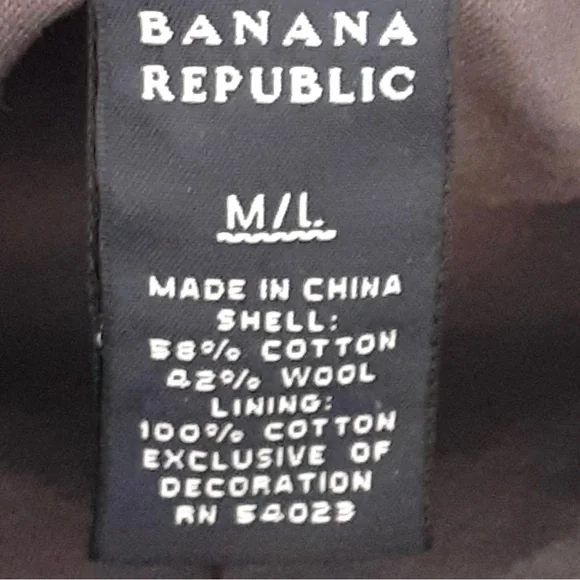 BANANA
REPUBLIC
M/L
MADE IN CHINA
SHELL:
58% COTTON
42% WOOL
LINING:
100% COTTON
EXCLUSIVE OF
DECORATION
RN 54023